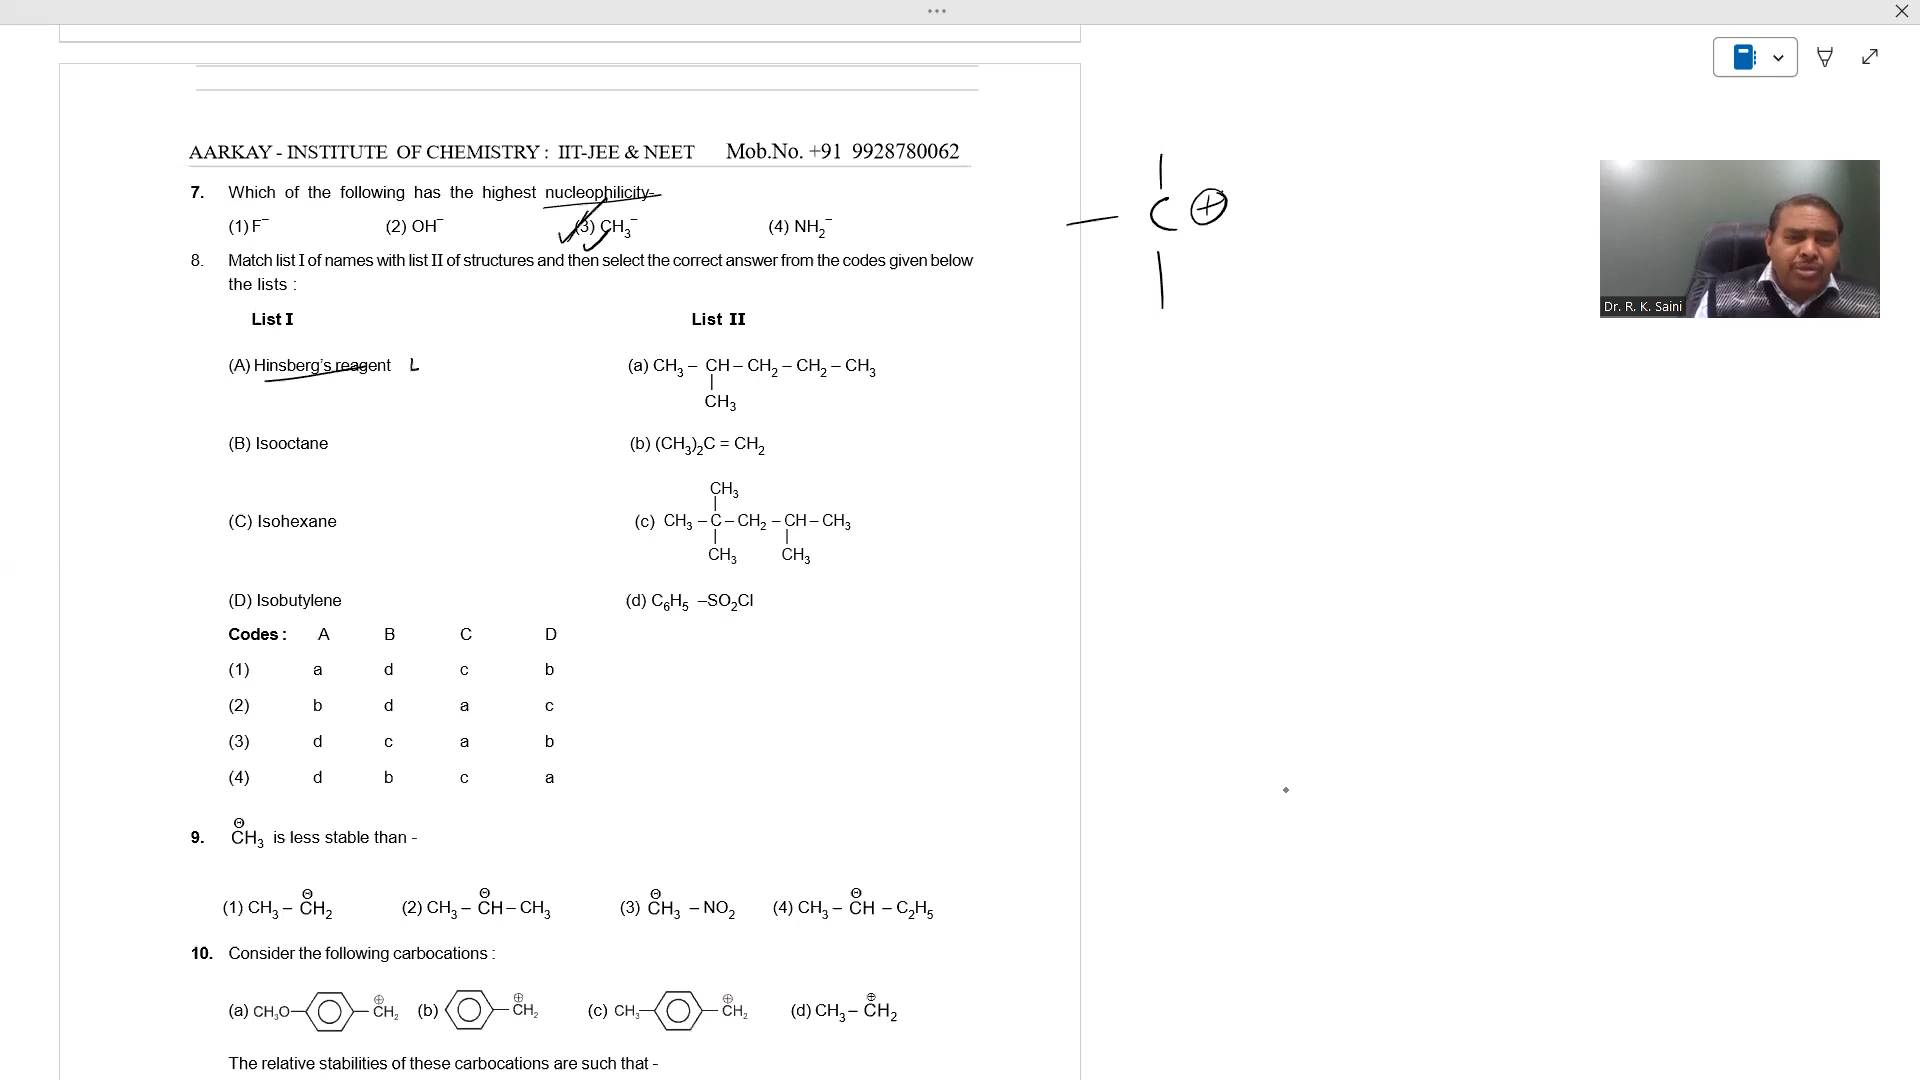 AARKAY - INSTITUTE OF CHEMISTRY : IIT-JEE & NEET Mob.No. +91 9928780062
7. Which of the following has the highest nucleophilicity-
(1) F⁻ (2) OH⁻ (3) CH₃⁻ (4) NH₂⁻
8. Match list I of names with list II of structures and then select the correct answer from the codes given below
the lists :
List I List II
(A) Hinsberg's reagent L (a) CH₃ – CH – CH₂ – CH₂ – CH₃
|
CH₃
(B) Isooctane (b) (CH₃)₂C = CH₂
CH₃
|
(C) Isohexane (c) CH₃ – C – CH₂ – CH – CH₃
| |
CH₃ CH₃
(D) Isobutylene (d) C₆H₅ –SO₂Cl
Codes : A B C D
(1) a d c b
(2) b d a c
(3) d c a b
(4) d b c a
⊖
9. CH₃ is less stable than -
⊖ ⊖ ⊖ ⊖
(1) CH₃ – CH₂ (2) CH₃ – CH – CH₃ (3) CH₃ – NO₂ (4) CH₃ – CH – C₂H₅
10. Consider the following carbocations :
⊕ ⊕ ⊕ ⊕
(a) CH₃O– –CH₂ (b) –CH₂ (c) CH₃– –CH₂ (d) CH₃ – CH₂
The relative stabilities of these carbocations are such that -
|
– C ⊕
|
Dr. R. K. Saini